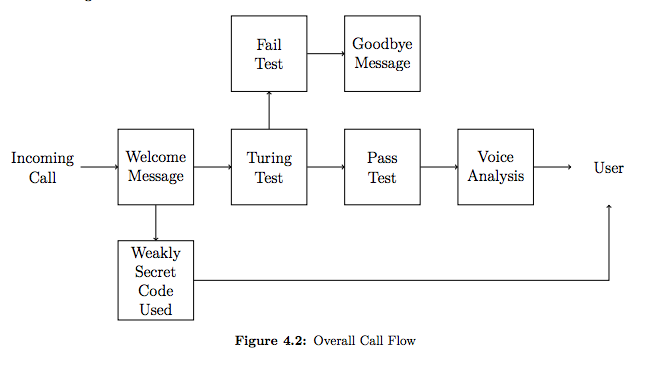 Fail
Test
Goodbye
Message
Incoming
Call
Welcome
Message
Turing
Test
Pass
Test
Voice
Analysis
User
Weakly
Secret
Code
Used
Figure 4.2: Overall Call Flow